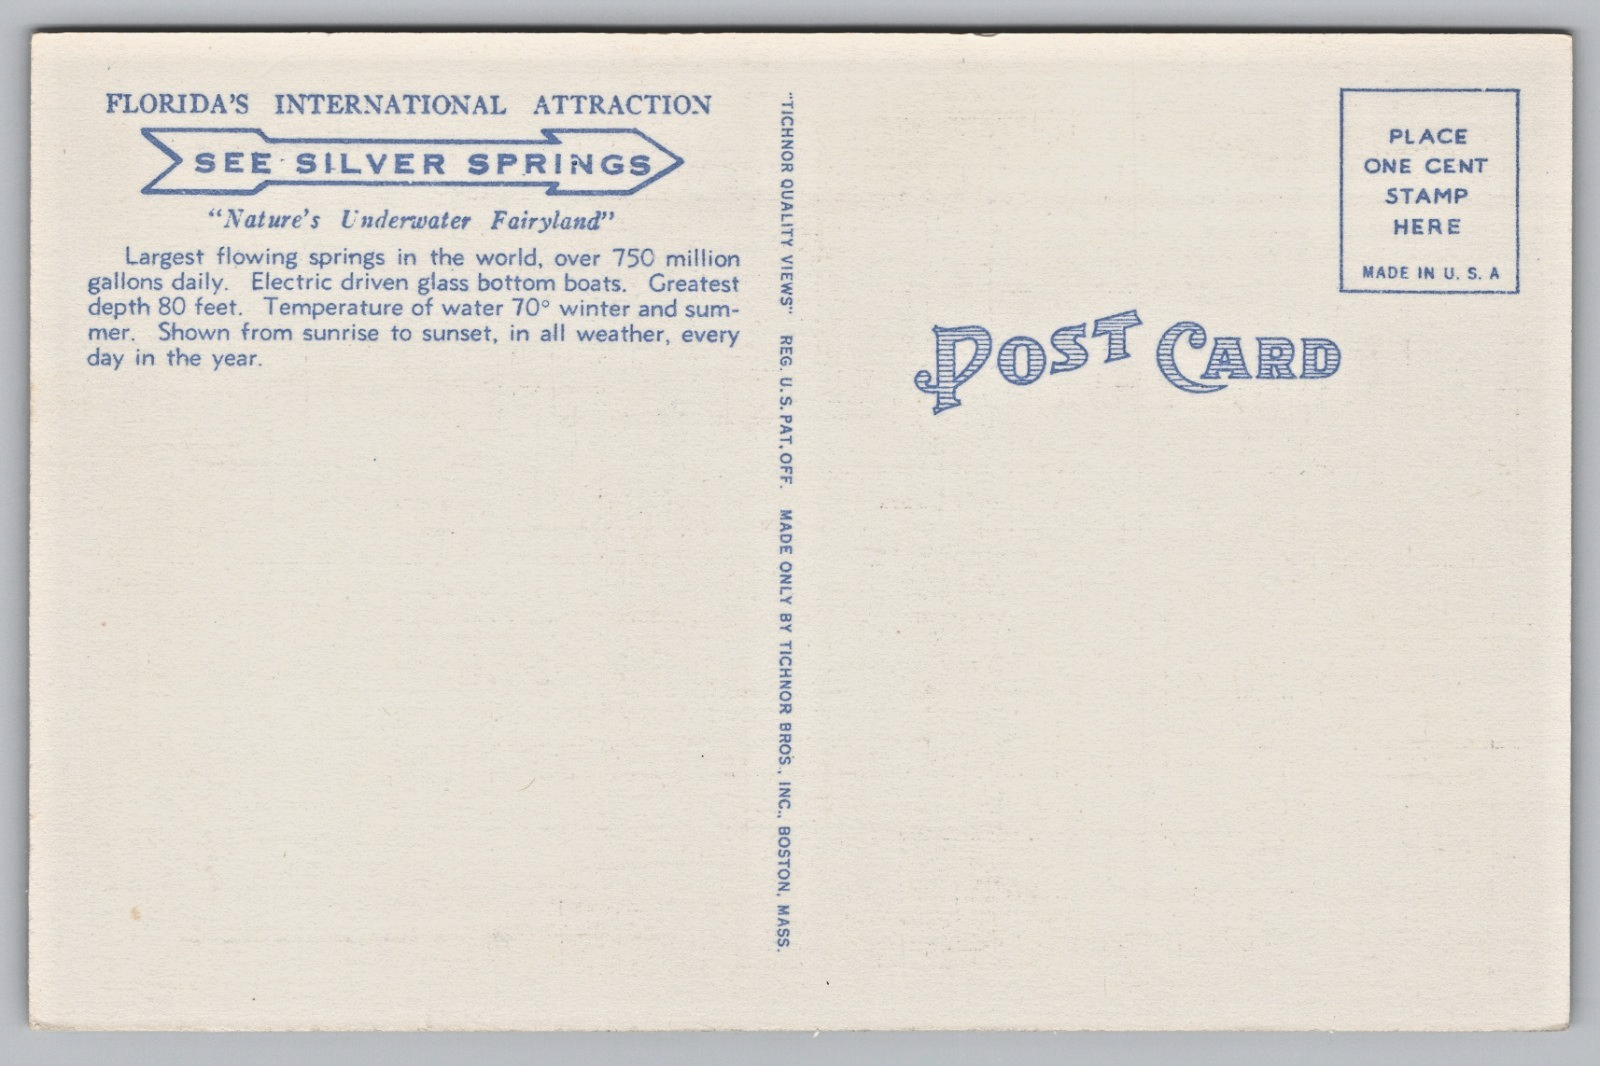 FLORIDA'S INTERNATIONAL ATTRACTION
SEE SILVER SPRINGS
"Nature's Underwater Fairyland"
Largest flowing springs in the world, over 750 million
gallons daily. Electric driven glass bottom boats. Greatest
depth 80 feet. Temperature of water 70° winter and sum-
mer. Shown from sunrise to sunset, in all weather, every
day in the year.
"TICHNOR QUALITY VIEWS" REG. U. S. PAT. OFF. MADE ONLY BY TICHNOR BROS., INC., BOSTON, MASS.
PLACE
ONE CENT
STAMP
HERE
MADE IN U. S. A
POST CARD